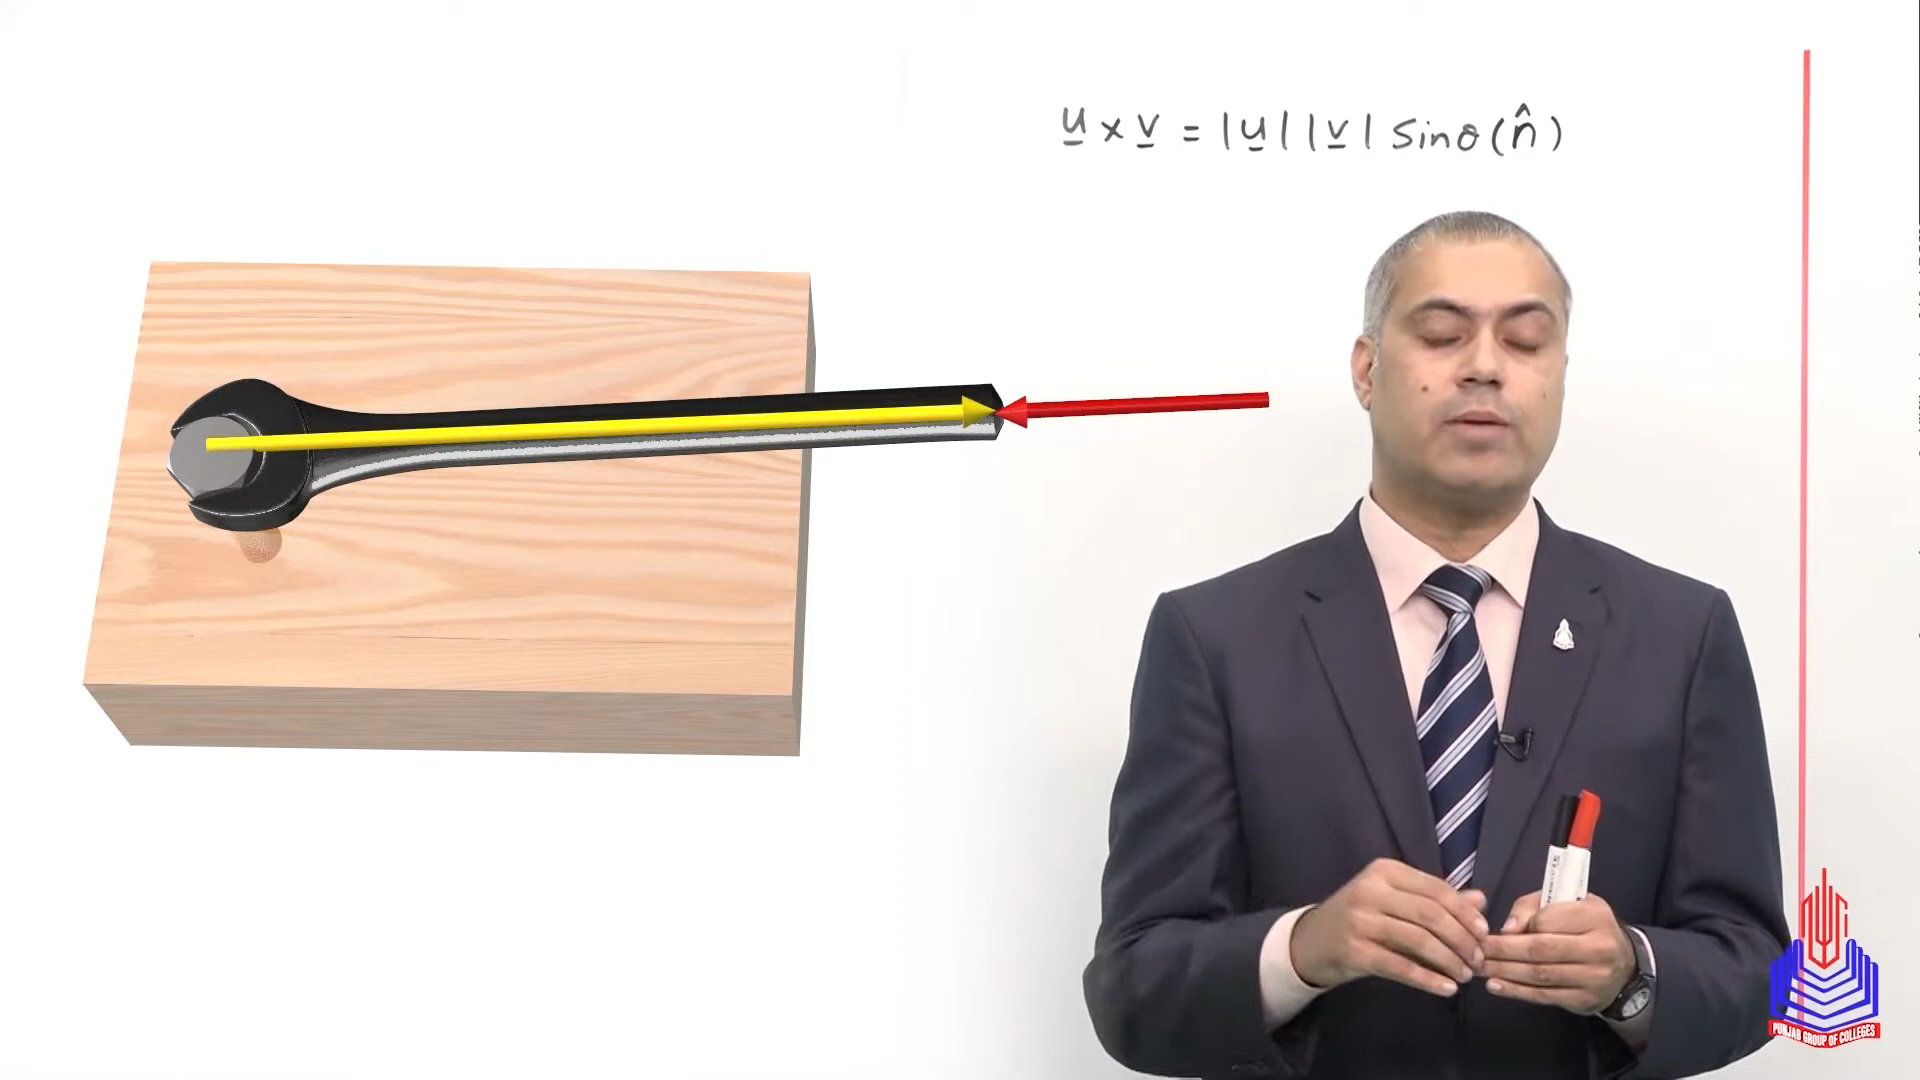 u × v = |u| |v| Sinθ (n̂)
PUNJAB GROUP OF COLLEGES